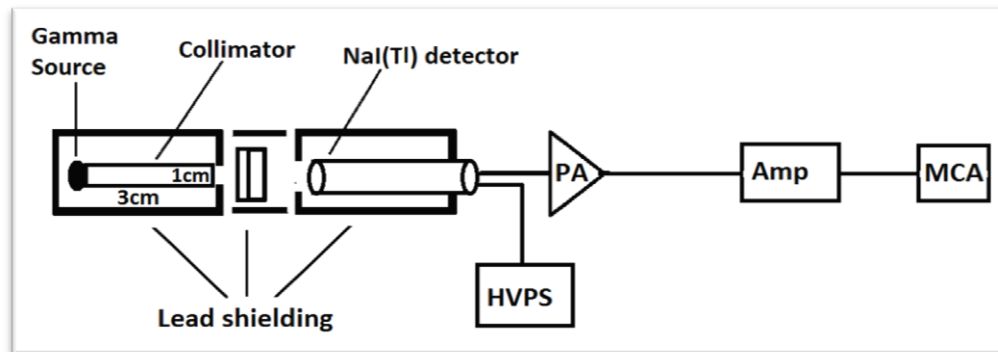 Gamma
Source
Collimator
NaI(Tl) detector
1cm
3cm
PA
Amp
MCA
HVPS
Lead shielding